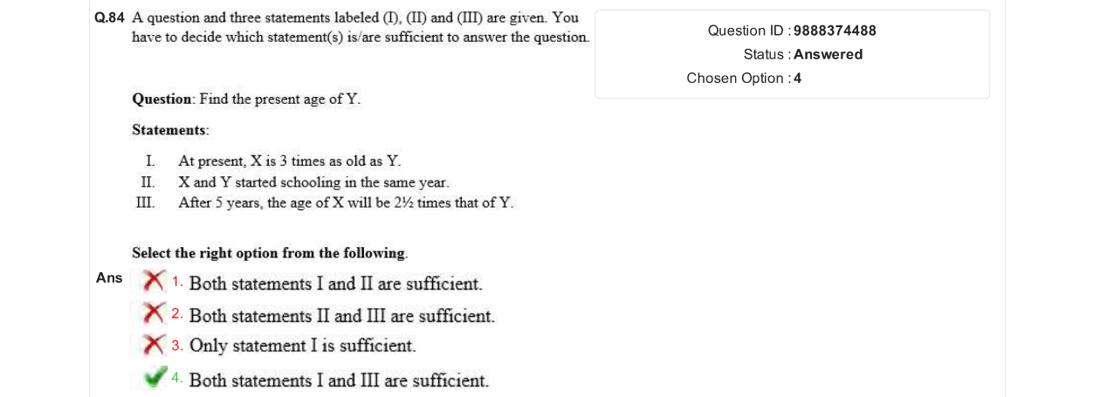 Q.84 A question and three statements labeled (I), (II) and (III) are given. You
have to decide which statement(s) is/are sufficient to answer the question.
Question ID : 9888374488
Status : Answered
Chosen Option : 4
Question: Find the present age of Y.
Statements:
I. At present, X is 3 times as old as Y.
II. X and Y started schooling in the same year.
III. After 5 years, the age of X will be 2½ times that of Y.
Select the right option from the following.
Ans 1. Both statements I and II are sufficient.
2. Both statements II and III are sufficient.
3. Only statement I is sufficient.
4. Both statements I and III are sufficient.